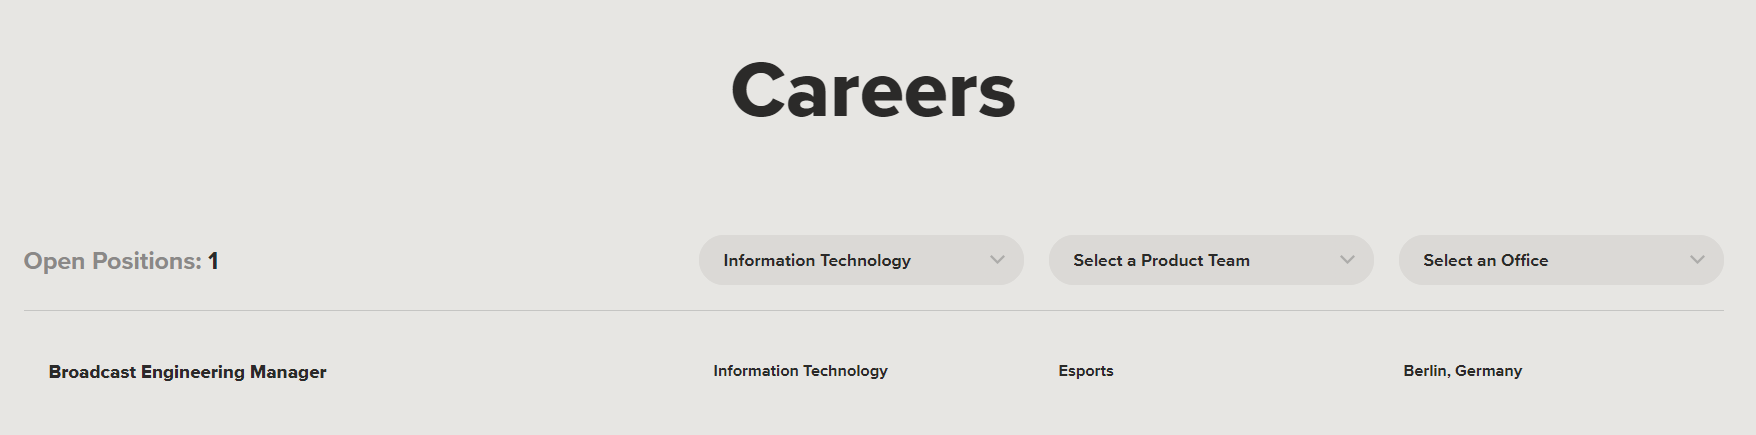 Careers
Open Positions: 1
Information Technology
Select a Product Team
Select an Office
Broadcast Engineering Manager
Information Technology
Esports
Berlin, Germany